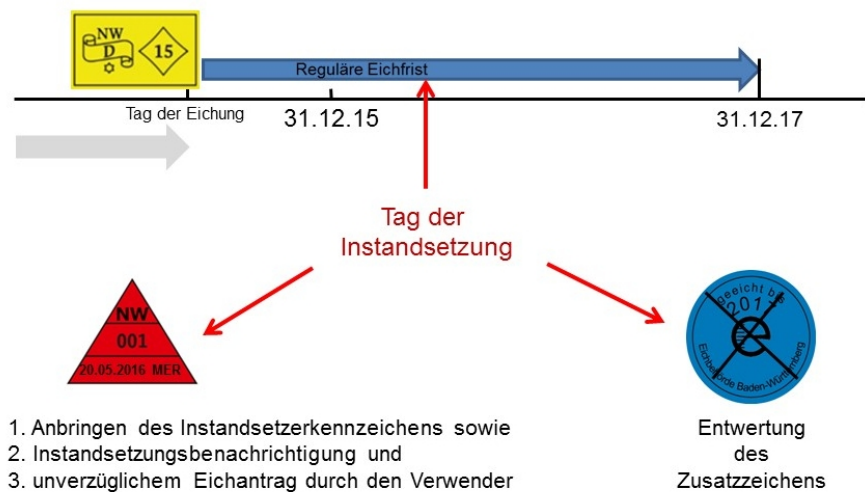 NW
D
15
Reguläre Eichfrist
Tag der Eichung
31.12.15
31.12.17
Tag der
Instandsetzung
NW
001
20.05.2016 MER
geeicht bis
201
e
Eichbehörde Baden-Württemberg
1. Anbringen des Instandsetzerkennzeichens sowie
2. Instandsetzungsbenachrichtigung und
3. unverzüglichem Eichantrag durch den Verwender
Entwertung
des
Zusatzzeichens